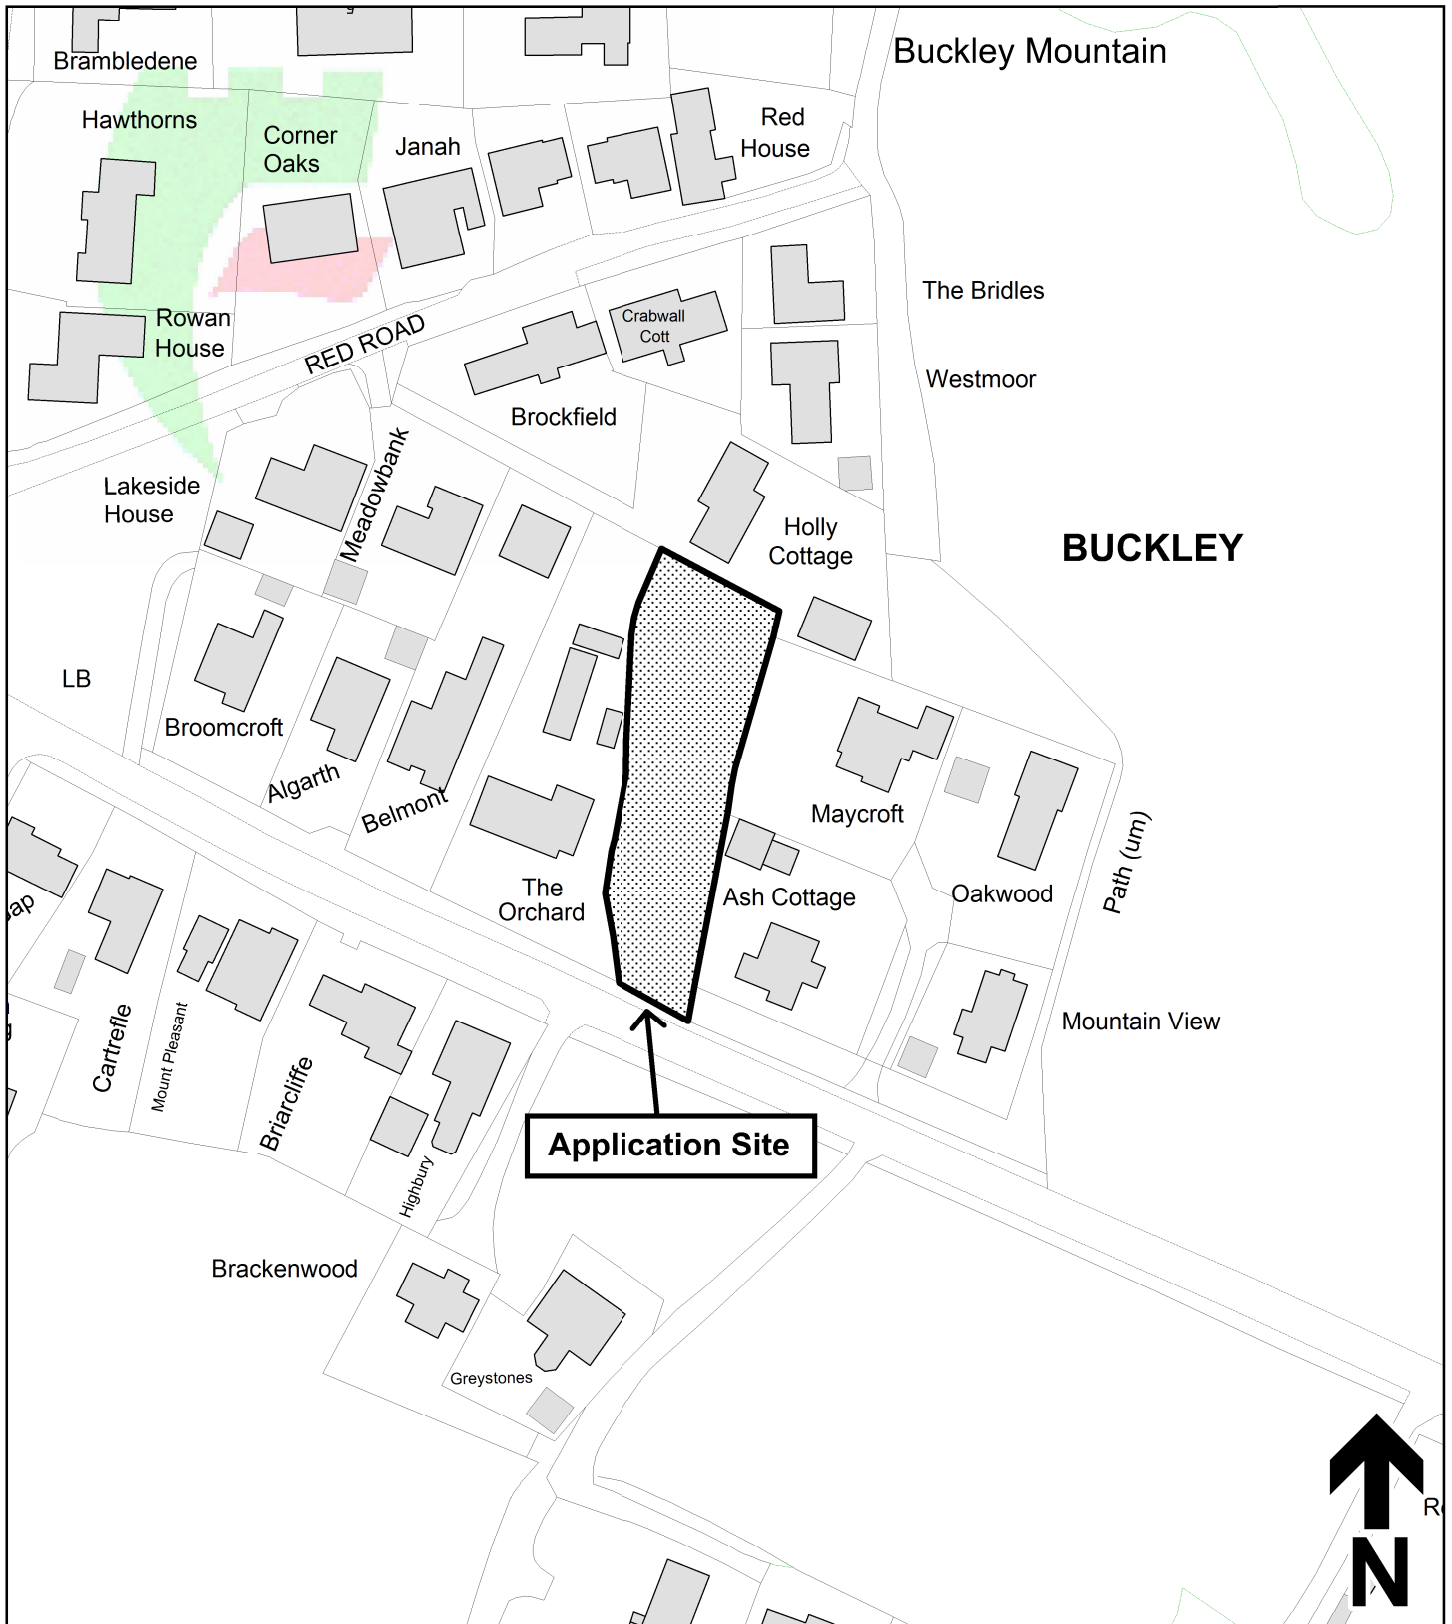 Buckley Mountain
Brambledene
Hawthorns
Corner
Oaks
Janah
Red
House
The Bridles
Rowan
House
RED ROAD
Crabwall
Cott
Westmoor
Brockfield
Meadowbank
Lakeside
House
Holly
Cottage
BUCKLEY
LB
Broomcroft
Algarth
Belmont
Maycroft
Path (um)
The
Orchard
Ash Cottage
Oakwood
Cartrefle
Mount Pleasant
Briarcliffe
Mountain View
Application Site
Highbury
Brackenwood
Greystones
N